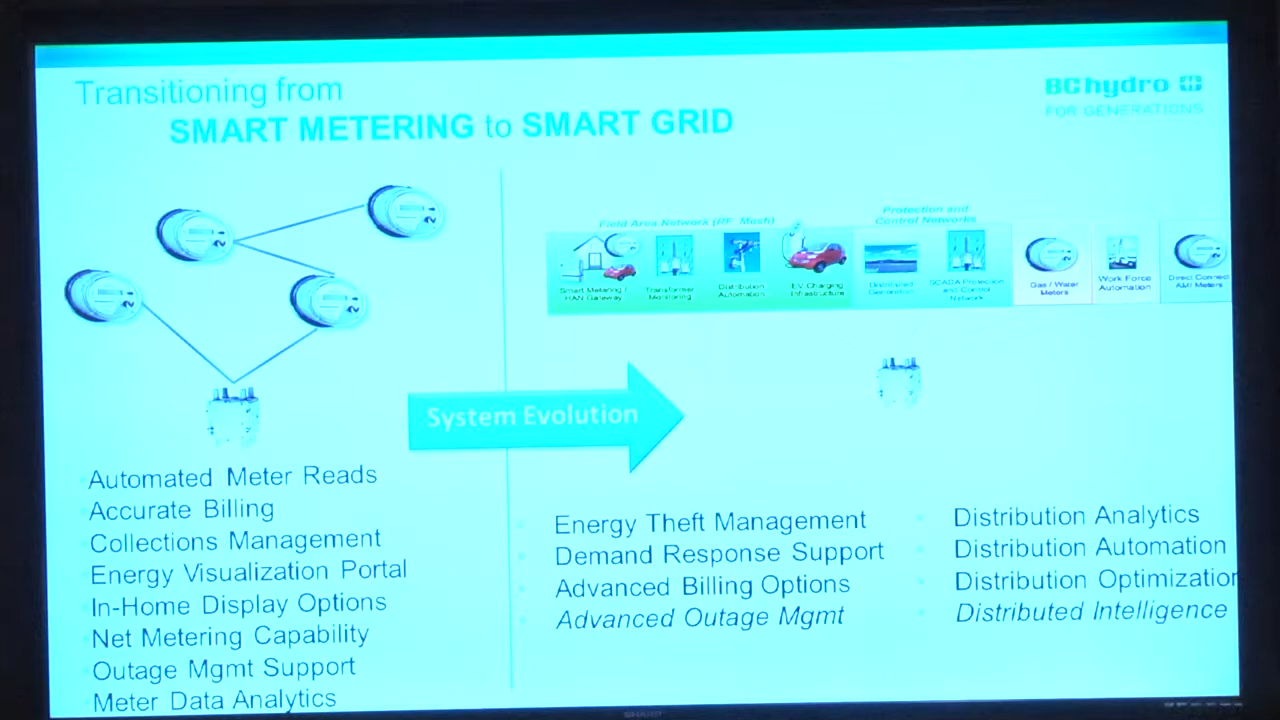 Transitioning from
SMART METERING to SMART GRID
BC hydro
FOR GENERATIONS
Field Area Network (RF Mesh)
Protection and
Control Networks
Smart Metering /
HAN Gateway
Transformer
Monitoring
Distribution
Automation
EV Charging
Infrastructure
Distributed
Generation
SCADA Protection
and Control
Network
Gas / Water
Meters
Work Force
Automation
Direct Connect
AMI Meters
System Evolution
Automated Meter Reads
Accurate Billing
Collections Management
Energy Visualization Portal
In-Home Display Options
Net Metering Capability
Outage Mgmt Support
Meter Data Analytics
Energy Theft Management
Demand Response Support
Advanced Billing Options
Advanced Outage Mgmt
Distribution Analytics
Distribution Automation
Distribution Optimization
Distributed Intelligence
SHARP